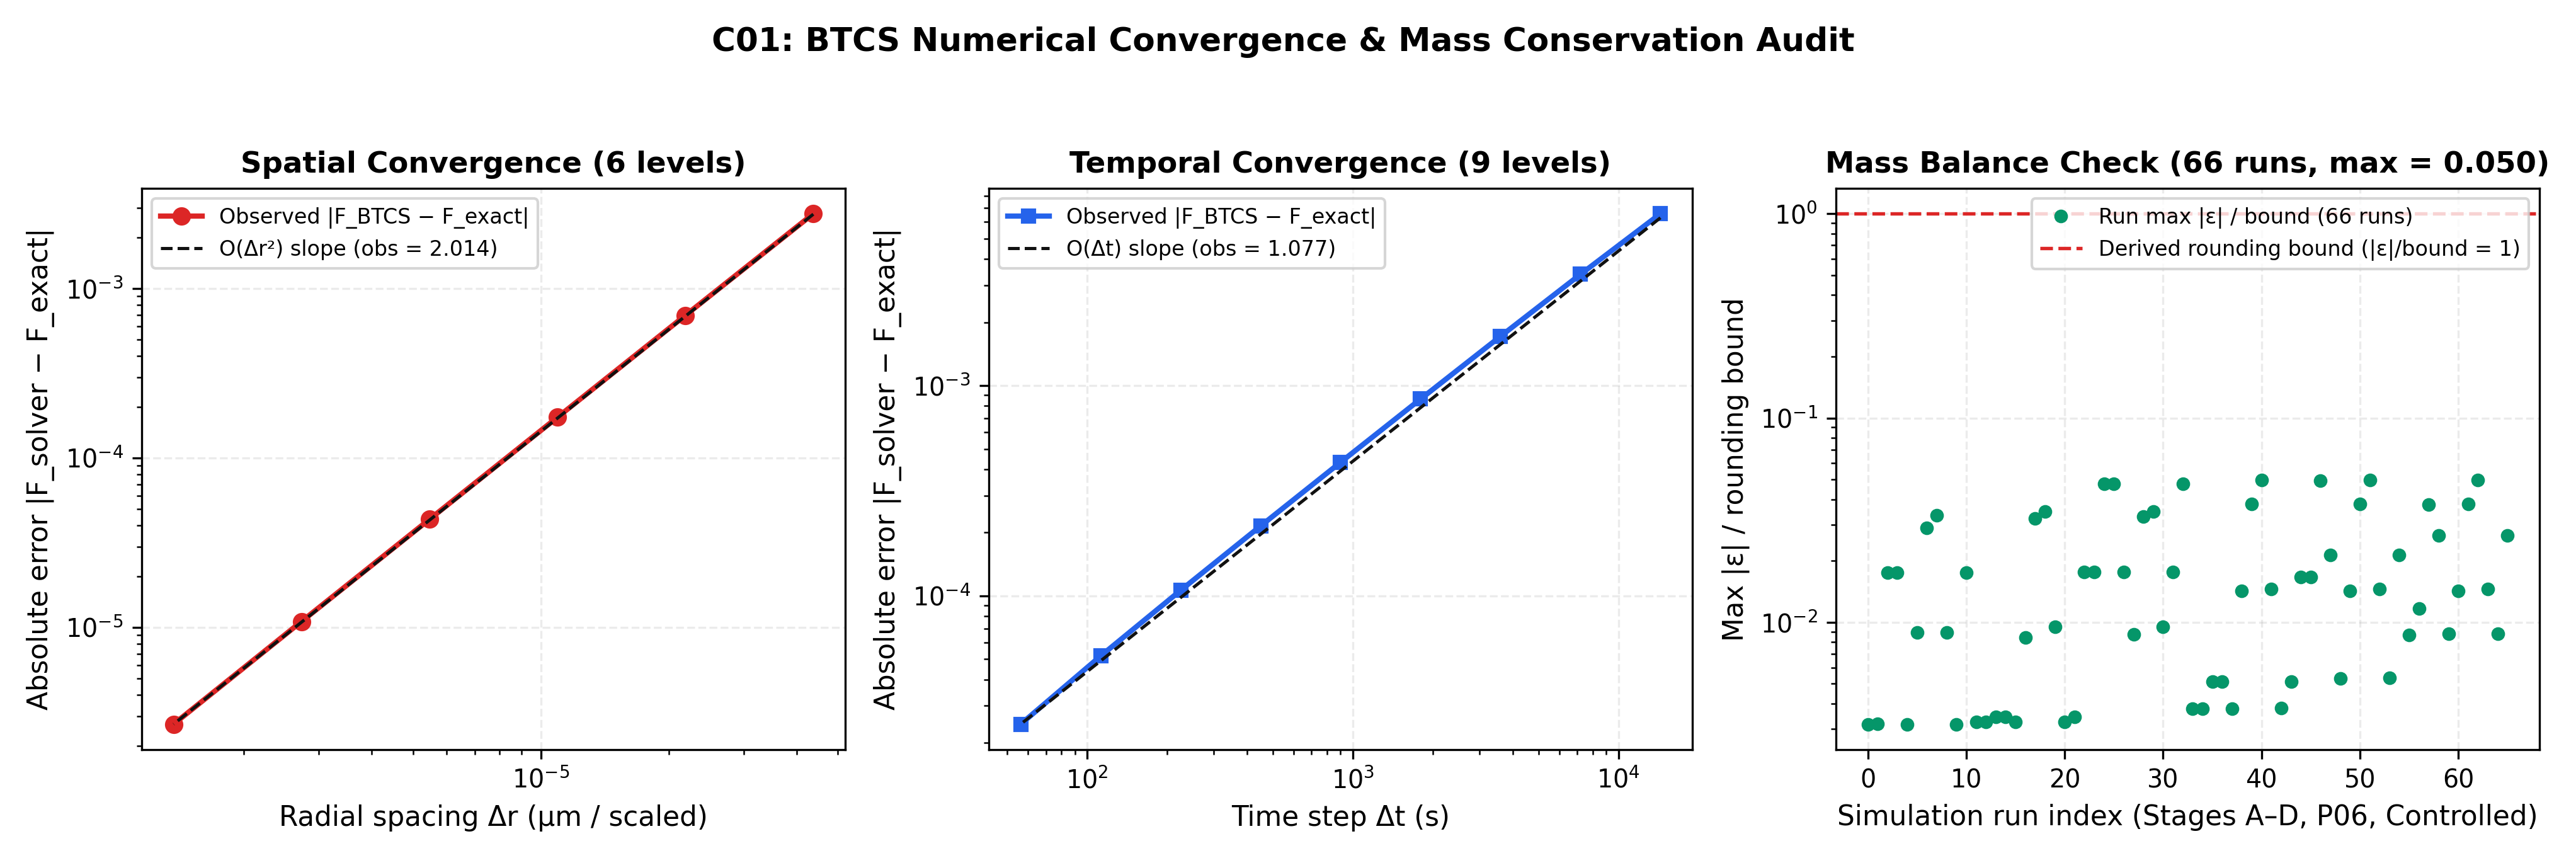 C01: BTCS Numerical Convergence & Mass Conservation Audit
Spatial Convergence (6 levels)
Absolute error |F_solver − F_exact|
Observed |F_BTCS − F_exact|
O(Δr²) slope (obs = 2.014)
10⁻³
10⁻⁴
10⁻⁵
10⁻⁵
Radial spacing Δr (μm / scaled)
Temporal Convergence (9 levels)
Absolute error |F_solver − F_exact|
Observed |F_BTCS − F_exact|
O(Δt) slope (obs = 1.077)
10⁻³
10⁻⁴
10² 10³ 10⁴
Time step Δt (s)
Mass Balance Check (66 runs, max = 0.050)
Max |ε| / rounding bound
Run max |ε| / bound (66 runs)
Derived rounding bound (|ε|/bound = 1)
10⁰
10⁻¹
10⁻²
0 10 20 30 40 50 60
Simulation run index (Stages A–D, P06, Controlled)